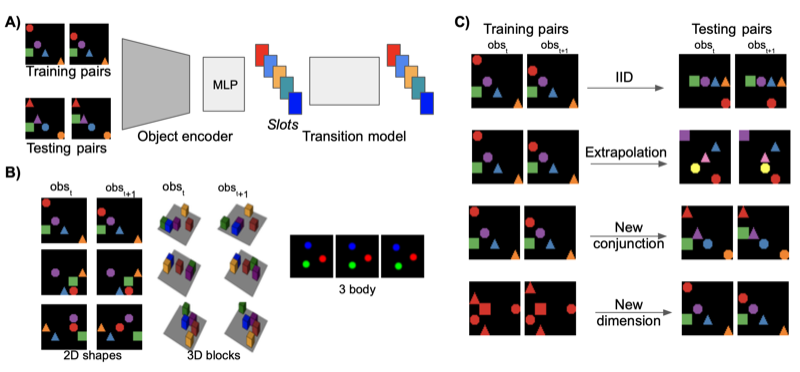 A)
Training pairs
Testing pairs
Object encoder
MLP
Slots
Transition model
B)
obs_t obs_t+1 obs_t obs_t+1
2D shapes
3D blocks
3 body
C)
Training pairs
obs_t obs_t+1
Testing pairs
obs_t obs_t+1
IID
Extrapolation
New
conjunction
New
dimension